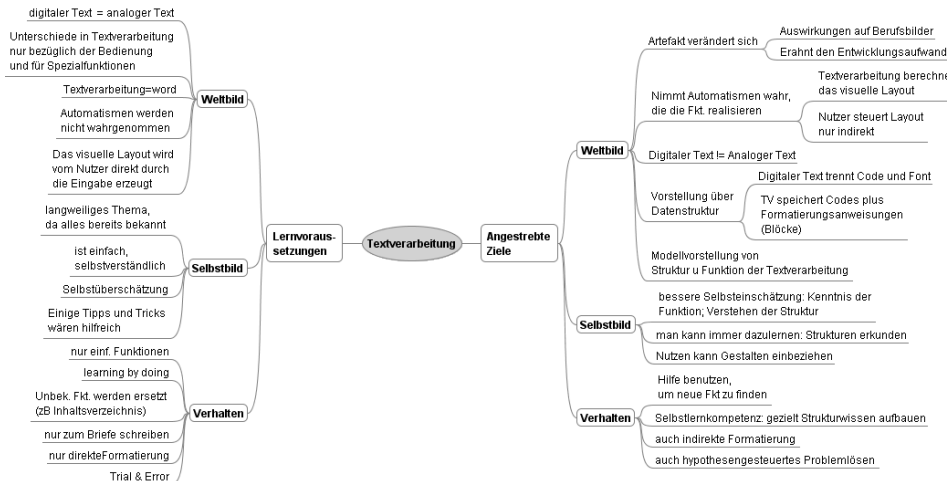 digitaler Text = analoger Text
Unterschiede in Textverarbeitung
nur bezüglich der Bedienung
und für Spezialfunktionen
Textverarbeitung=word
Automatismen werden
nicht wahrgenommen
Das visuelle Layout wird
vom Nutzer direkt durch
die Eingabe erzeugt
Weltbild
langweiliges Thema,
da alles bereits bekannt
ist einfach,
selbstverständlich
Selbstüberschätzung
Einige Tipps und Tricks
wären hilfreich
Selbstbild
nur einf. Funktionen
learning by doing
Unbek. Fkt. werden ersetzt
(zB Inhaltsverzeichnis)
nur zum Briefe schreiben
nur direkteFormatierung
Trial & Error
Verhalten
Lernvoraus-
setzungen
Textverarbeitung
Angestrebte
Ziele
Weltbild
Artefakt verändert sich
Auswirkungen auf Berufsbilder
Erahnt den Entwicklungsaufwand
Nimmt Automatismen wahr,
die die Fkt. realisieren
Textverarbeitung berechne
das visuelle Layout
Nutzer steuert Layout
nur indirekt
Digitaler Text != Analoger Text
Vorstellung über
Datenstruktur
Digitaler Text trennt Code und Font
TV speichert Codes plus
Formatierungsanweisungen
(Blöcke)
Modellvorstellung von
Struktur u Funktion der Textverarbeitung
Selbstbild
bessere Selbsteinschätzung: Kenntnis der
Funktion; Verstehen der Struktur
man kann immer dazulernen: Strukturen erkunden
Nutzen kann Gestalten einbeziehen
Verhalten
Hilfe benutzen,
um neue Fkt zu finden
Selbstlernkompetenz: gezielt Strukturwissen aufbauen
auch indirekte Formatierung
auch hypothesengesteuertes Problemlösen